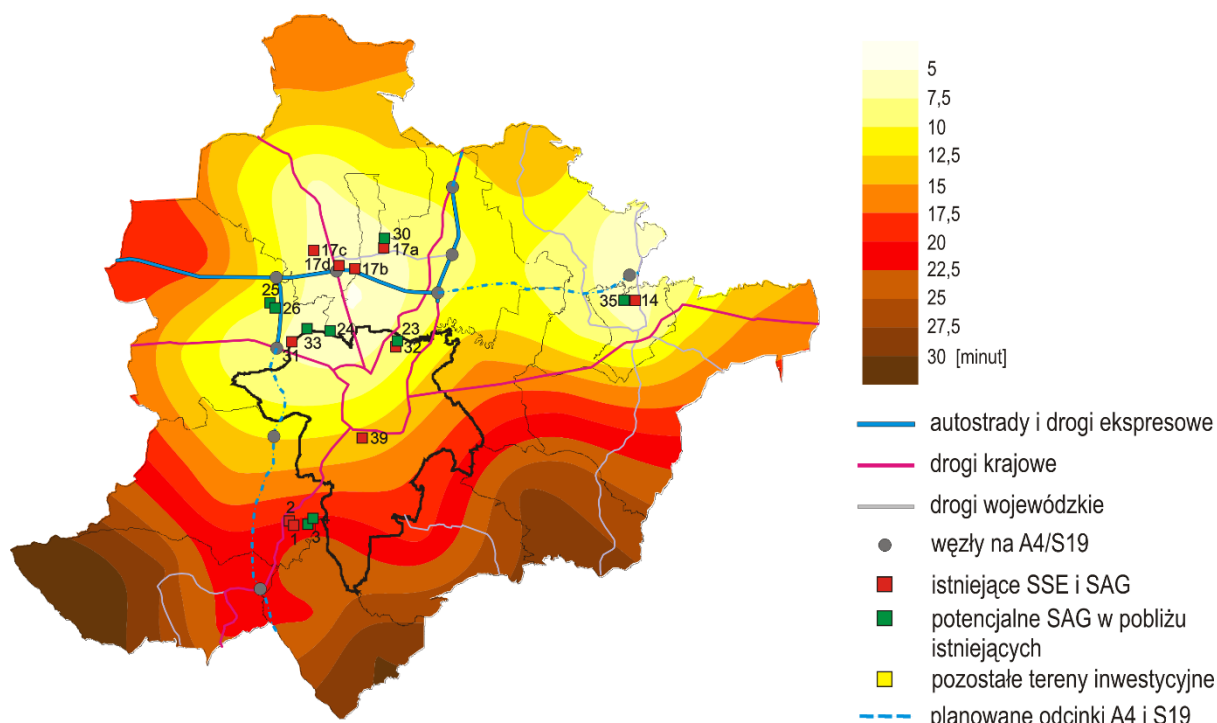 30
17c
17a
17d
17b
25
26
35
14
24
23
33
32
31
39
2
4
1
3
5
7,5
10
12,5
15
17,5
20
22,5
25
27,5
30 [minut]
autostrady i drogi ekspresowe
drogi krajowe
drogi wojewódzkie
węzły na A4/S19
istniejące SSE i SAG
potencjalne SAG w pobliżu
istniejących
pozostałe tereny inwestycyjne
planowane odcinki A4 i S19